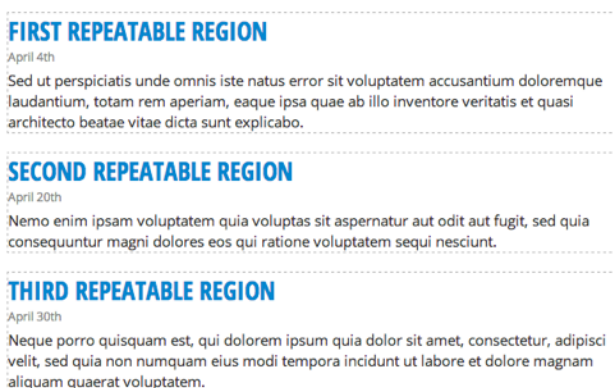 FIRST REPEATABLE REGION
April 4th
Sed ut perspiciatis unde omnis iste natus error sit voluptatem accusantium doloremque
laudantium, totam rem aperiam, eaque ipsa quae ab illo inventore veritatis et quasi
architecto beatae vitae dicta sunt explicabo.
SECOND REPEATABLE REGION
April 20th
Nemo enim ipsam voluptatem quia voluptas sit aspernatur aut odit aut fugit, sed quia
consequuntur magni dolores eos qui ratione voluptatem sequi nesciunt.
THIRD REPEATABLE REGION
April 30th
Neque porro quisquam est, qui dolorem ipsum quia dolor sit amet, consectetur, adipisci
velit, sed quia non numquam eius modi tempora incidunt ut labore et dolore magnam
aliquam quaerat voluptatem.